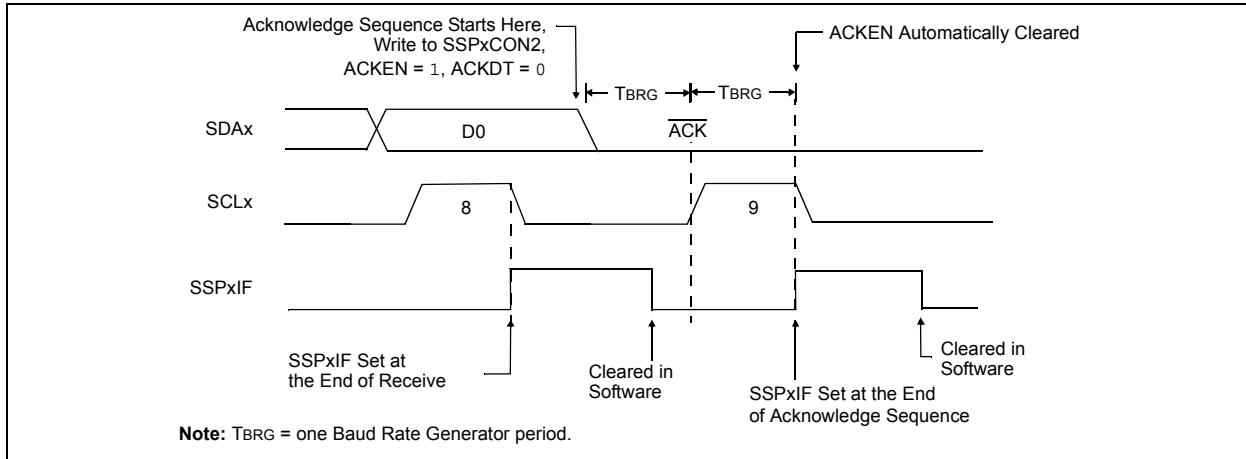 Acknowledge Sequence Starts Here,
Write to SSPxCON2,
ACKEN = 1, ACKDT = 0
ACKEN Automatically Cleared
TBRG
TBRG
SDAx
D0
ACK
SCLx
8
9
SSPxIF
SSPxIF Set at
the End of Receive
Cleared in
Software
SSPxIF Set at the End
of Acknowledge Sequence
Cleared in
Software
Note: TBRG = one Baud Rate Generator period.